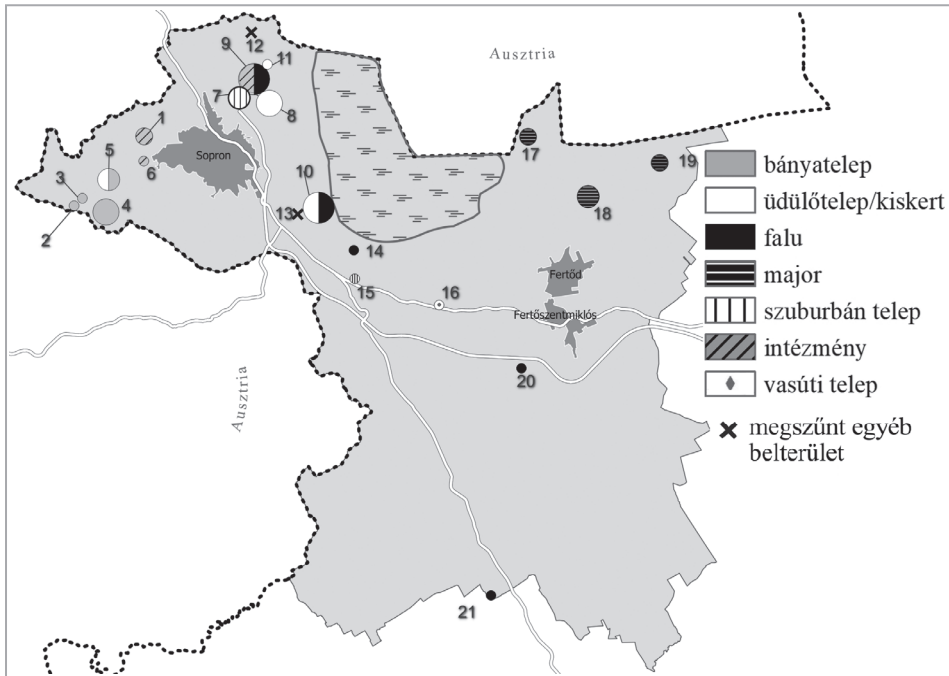 Ausztria
12
9
11
7
8
1
5
6
Sopron
3
4
2
10
13
14
15
16
17
18
19
Fertőd
Fertőszentmiklós
20
21
Ausztria
bányatelep
üdülőtelep/kiskert
falu
major
szuburbán telep
intézmény
vasúti telep
megszűnt egyéb
belterület